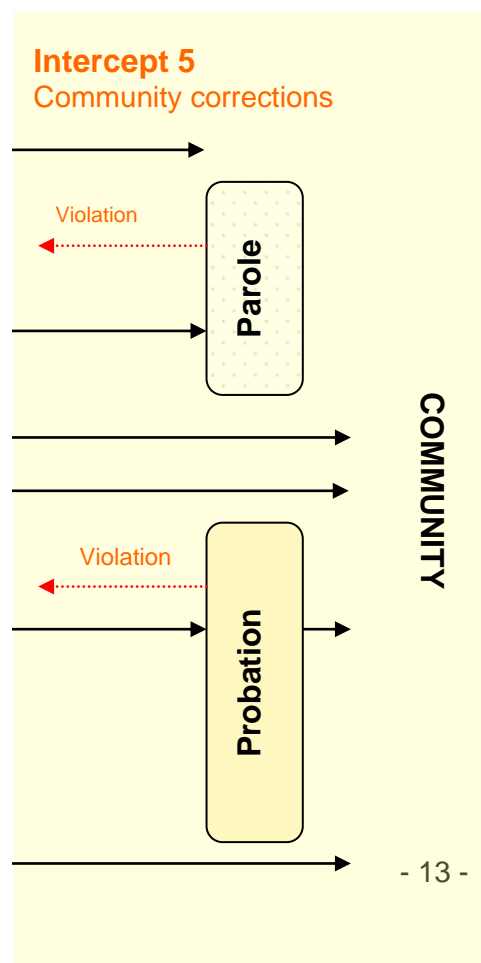 Intercept 5
Community corrections
Violation
Parole
COMMUNITY
Violation
Probation
- 13 -